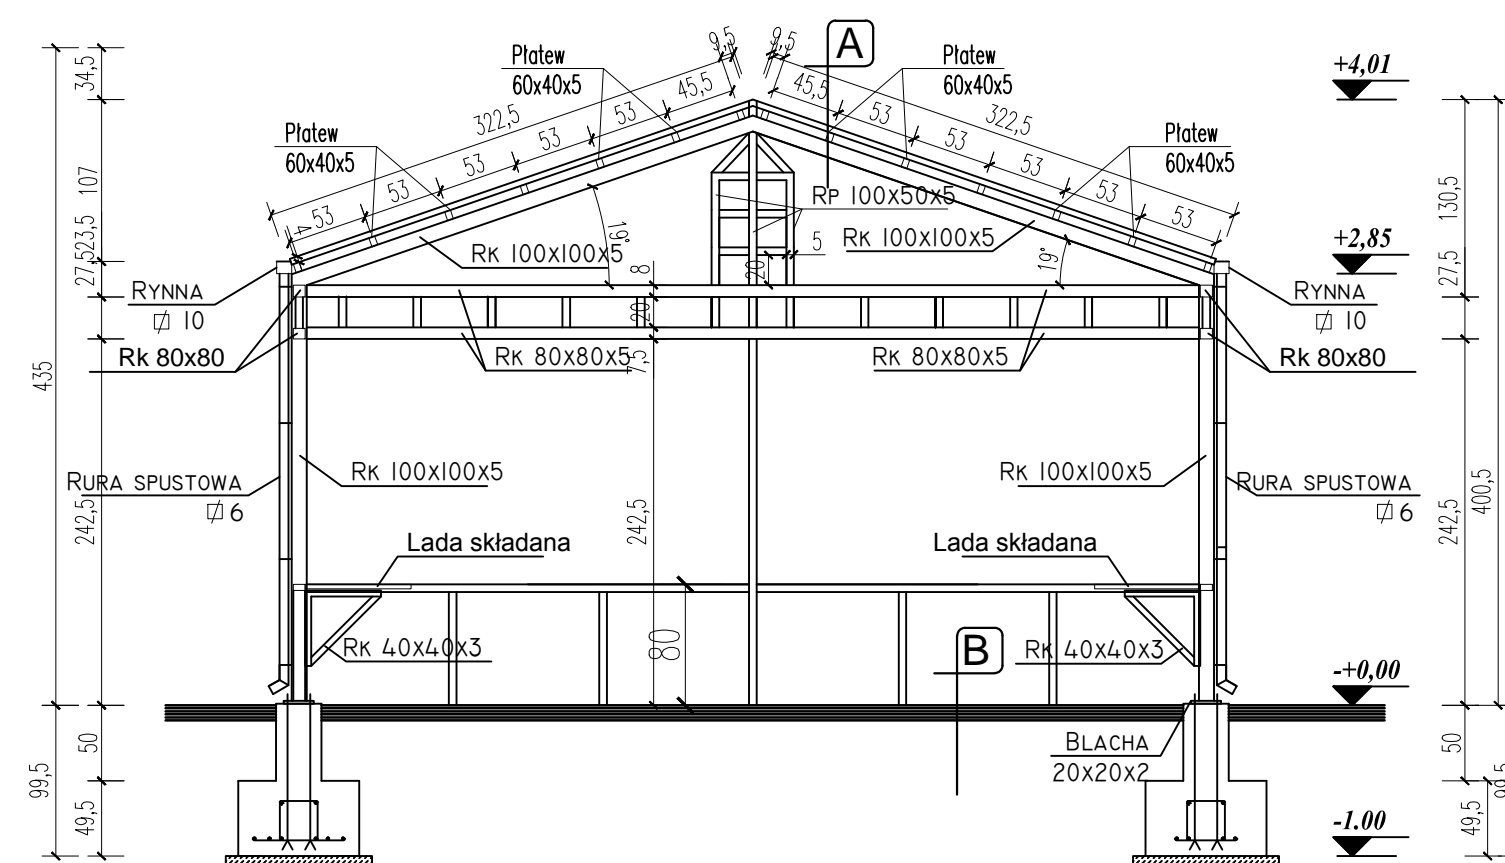 34,5
107
23,5
27,5
435
242,5
50
99,5
49,5
Płatew
60x40x5
Płatew
60x40x5
322,5
9,5
45,5
53
53
53
53
53
4
9,5
A
45,5
53
53
53
53
53
322,5
Płatew
60x40x5
Płatew
60x40x5
+4,01
+2,85
130,5
27,5
400,5
242,5
Rp 100x50x5
Rk 100x100x5
Rk 100x100x5
19°
19°
5
20
8
20
7,5
Rynna
10
Rynna
10
Rk 80x80
Rk 80x80x5
Rk 80x80x5
Rk 80x80
Rk 100x100x5
Rk 100x100x5
Rura spustowa
6
Rura spustowa
6
242,5
Lada składana
Lada składana
80
Rk 40x40x3
Rk 40x40x3
B
-+0,00
Blacha
20x20x2
50
49,5
99,5
-1.00